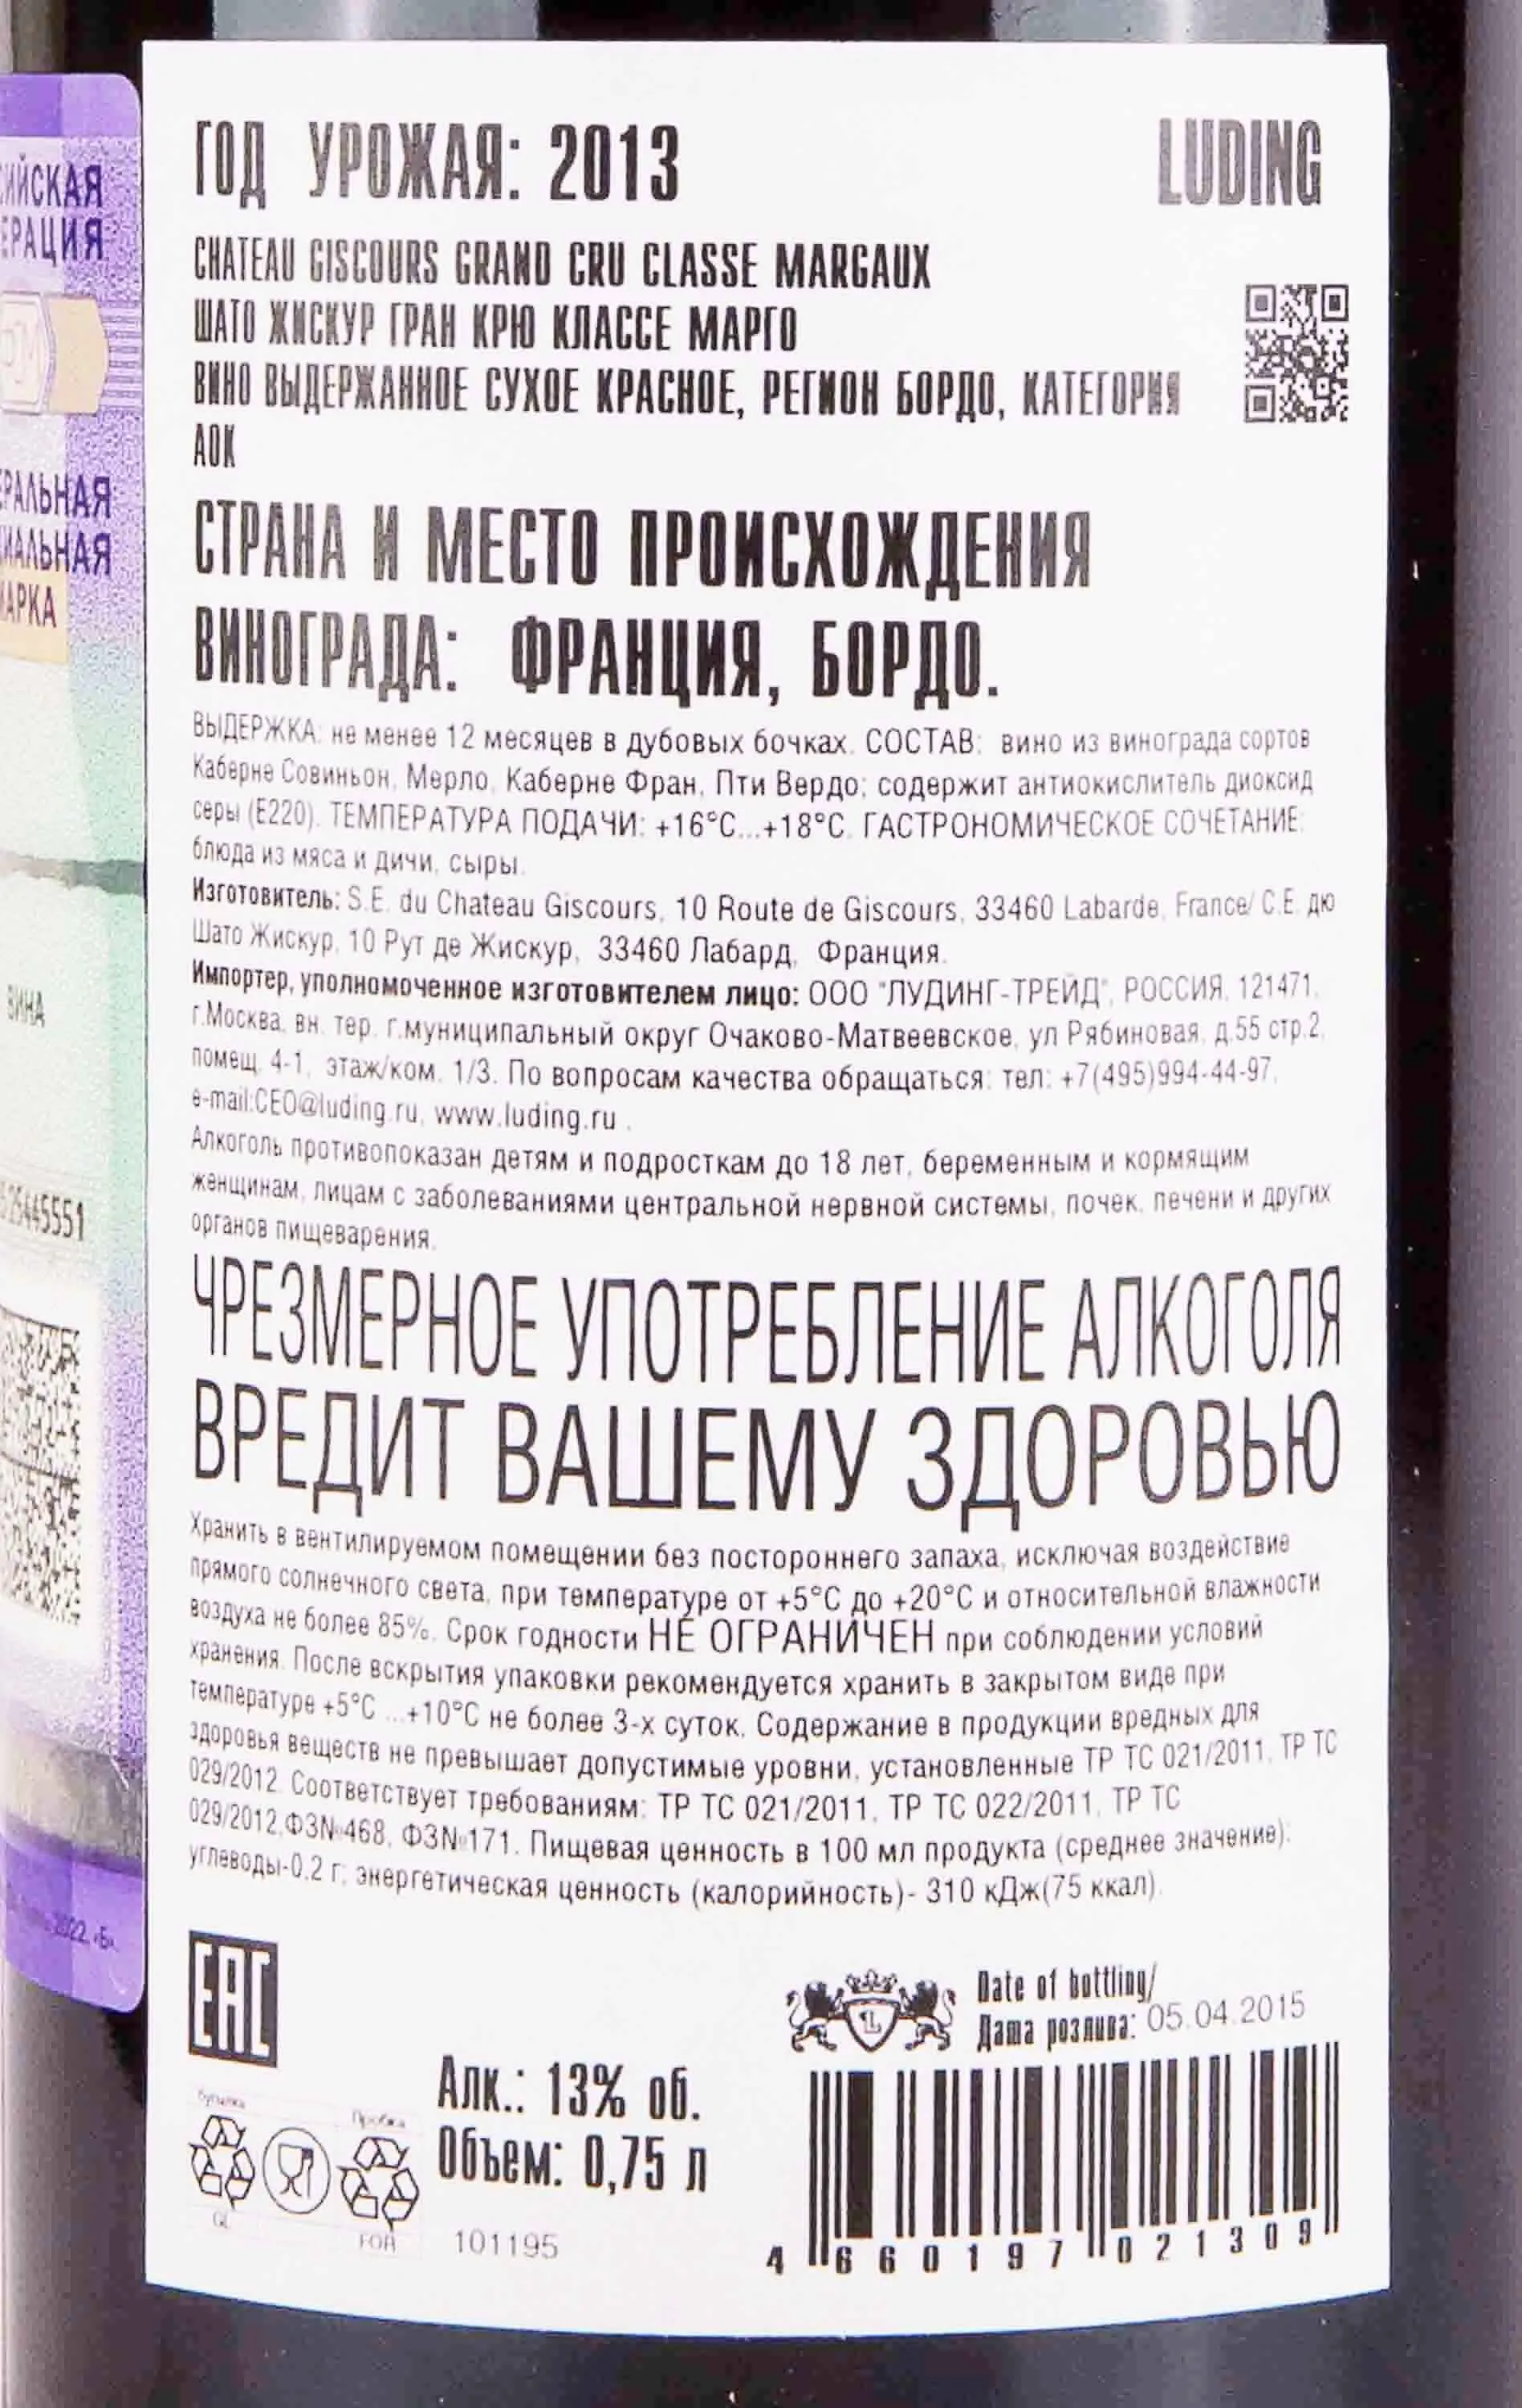 ГОД УРОЖАЯ: 2013
LUDING
CHATEAU GISCOURS GRAND CRU CLASSE MARGAUX
ШАТО ЖИСКУР ГРАН КРЮ КЛАССЕ МАРГО
ВИНО ВЫДЕРЖАННОЕ СУХОЕ КРАСНОЕ, РЕГИОН БОРДО, КАТЕГОРИЯ
АОК
СТРАНА И МЕСТО ПРОИСХОЖДЕНИЯ
ВИНОГРАДА: ФРАНЦИЯ, БОРДО.
ВЫДЕРЖКА: не менее 12 месяцев в дубовых бочках. СОСТАВ: вино из винограда сортов
Каберне Совиньон, Мерло, Каберне Фран, Пти Вердо; содержит антиокислитель диоксид
серы (Е220). ТЕМПЕРАТУРА ПОДАЧИ: +16°С...+18°С. ГАСТРОНОМИЧЕСКОЕ СОЧЕТАНИЕ:
блюда из мяса и дичи, сыры.
Изготовитель: S.E. du Chateau Giscours, 10 Route de Giscours, 33460 Labarde, France/ С.Е. дю
Шато Жискур, 10 Рут де Жискур, 33460 Лабард, Франция.
Импортер, уполномоченное изготовителем лицо: ООО "ЛУДИНГ-ТРЕЙД", РОССИЯ, 121471,
г.Москва, вн. тер. г.муниципальный округ Очаково-Матвеевское, ул Рябиновая, д.55 стр.2,
помещ. 4-1, этаж/ком. 1/3. По вопросам качества обращаться: тел: +7(495)994-44-97,
e-mail:CEO@luding.ru, www.luding.ru .
Алкоголь противопоказан детям и подросткам до 18 лет, беременным и кормящим
женщинам, лицам с заболеваниями центральной нервной системы, почек, печени и других
органов пищеварения.
ЧРЕЗМЕРНОЕ УПОТРЕБЛЕНИЕ АЛКОГОЛЯ
ВРЕДИТ ВАШЕМУ ЗДОРОВЬЮ
Хранить в вентилируемом помещении без постороннего запаха, исключая воздействие
прямого солнечного света, при температуре от +5°С до +20°С и относительной влажности
воздуха не более 85%. Срок годности НЕ ОГРАНИЧЕН при соблюдении условий
хранения. После вскрытия упаковки рекомендуется хранить в закрытом виде при
температуре +5°С ...+10°С не более 3-х суток. Содержание в продукции вредных для
здоровья веществ не превышает допустимые уровни, установленные ТР ТС 021/2011, ТР ТС
029/2012. Соответствует требованиям: ТР ТС 021/2011, ТР ТС 022/2011, ТР ТС
029/2012,ФЗ№468, ФЗ№171. Пищевая ценность в 100 мл продукта (среднее значение):
углеводы-0,2 г; энергетическая ценность (калорийность)- 310 кДж(75 ккал).
EAC
Date of bottling/
Дата розлива: 05.04.2015
Алк.: 13% об.
Объем: 0,75 л
Бутылка
Пробка
GL
FOR
101195
4 660197 021309
ВИНА
25445551
МАРКА
2022, «Б».